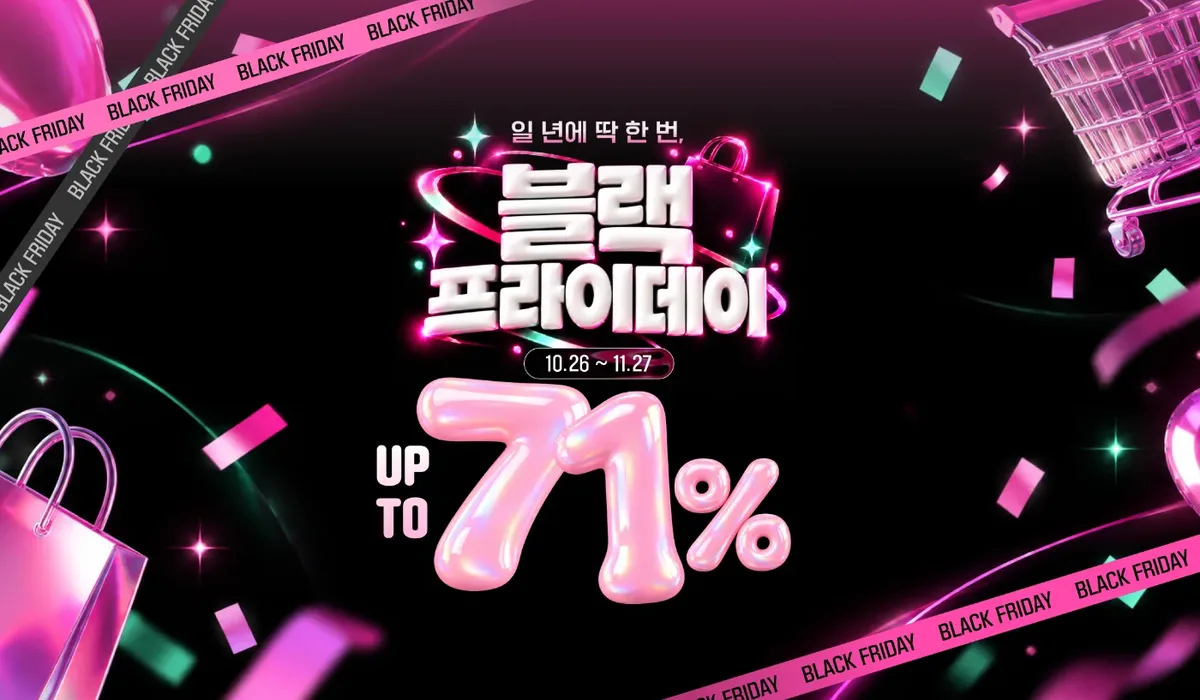 BLACK FRIDAY BLACK FRIDAY BLACK FRIDAY BLACK FRIDAY
BLACK FRIDAY BLACK FRIDAY BLACK FRIDAY
일 년에 딱 한 번,
블랙
프라이데이
10.26 ~ 11.27
UP
TO
71%
BLACK FRIDAY BLACK FRIDAY BLACK FRIDAY BLACK FRIDAY